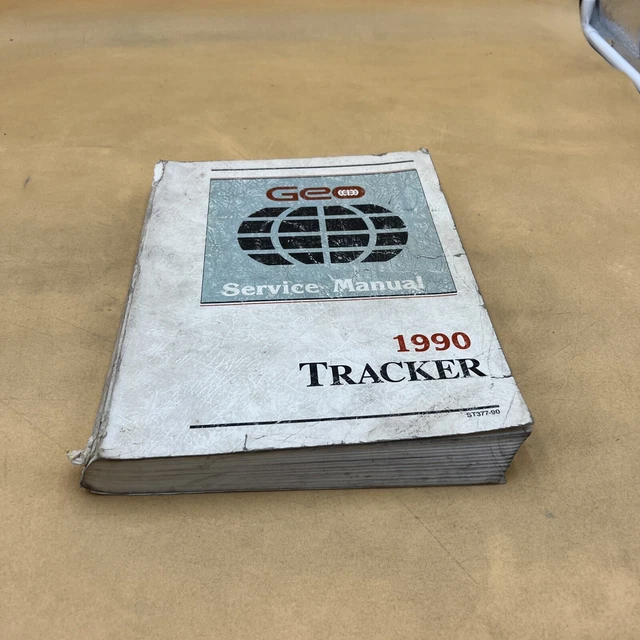 Geo
Service Manual
1990
TRACKER
ST377-90